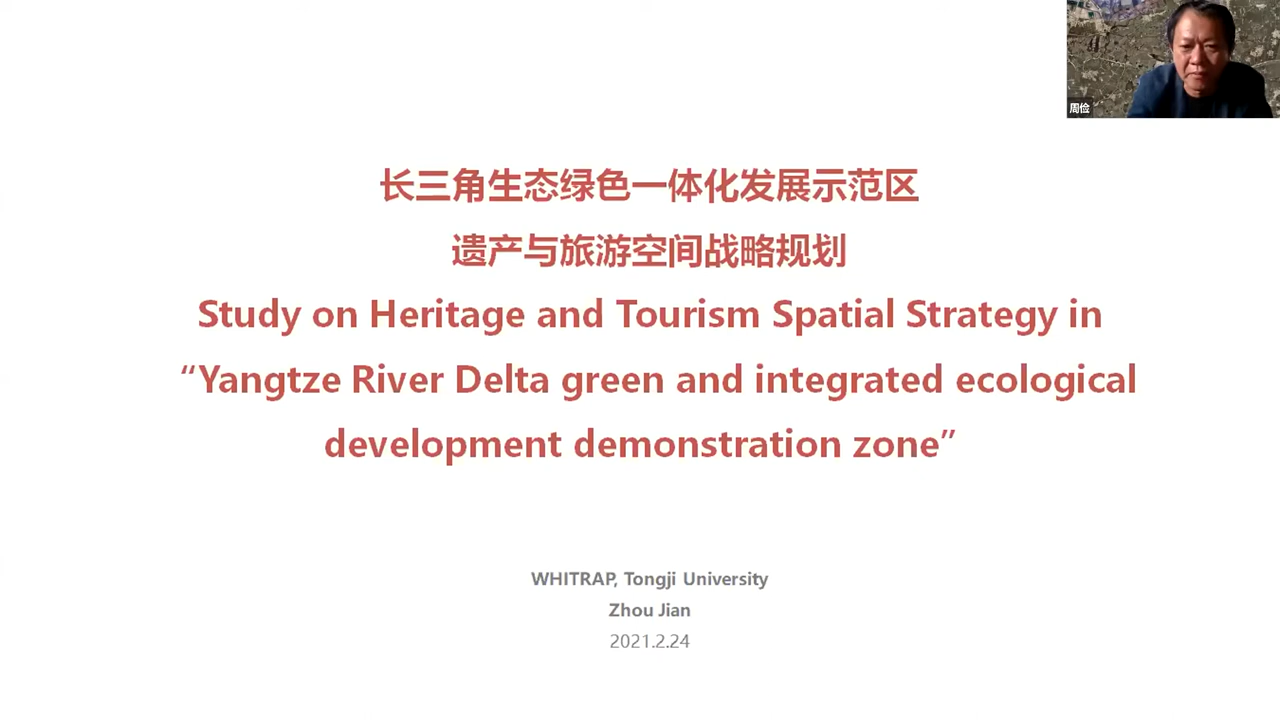 周俭
长三角生态绿色一体化发展示范区
遗产与旅游空间战略规划
Study on Heritage and Tourism Spatial Strategy in
“Yangtze River Delta green and integrated ecological
development demonstration zone”
WHITRAP, Tongji University
Zhou Jian
2021.2.24